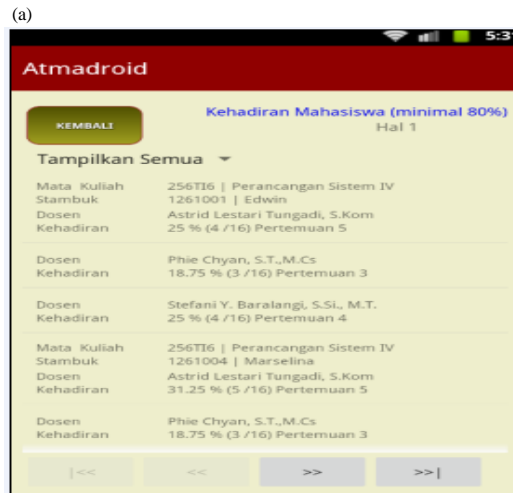 (a)
5:3
Atmadroid
KEMBALI
Kehadiran Mahasiswa (minimal 80%)
Hal 1
Tampilkan Semua
Mata Kuliah 256TI6 | Perancangan Sistem IV
Stambuk 1261001 | Edwin
Dosen Astrid Lestari Tungadi, S.Kom
Kehadiran 25 % (4 /16) Pertemuan 5
Dosen Phie Chyan, S.T.,M.Cs
Kehadiran 18.75 % (3 /16) Pertemuan 3
Dosen Stefani Y. Baralangi, S.Si., M.T.
Kehadiran 25 % (4 /16) Pertemuan 4
Mata Kuliah 256TI6 | Perancangan Sistem IV
Stambuk 1261004 | Marselina
Dosen Astrid Lestari Tungadi, S.Kom
Kehadiran 31.25 % (5 /16) Pertemuan 5
Dosen Phie Chyan, S.T.,M.Cs
Kehadiran 18.75 % (3 /16) Pertemuan 3
|<< << >> >>|